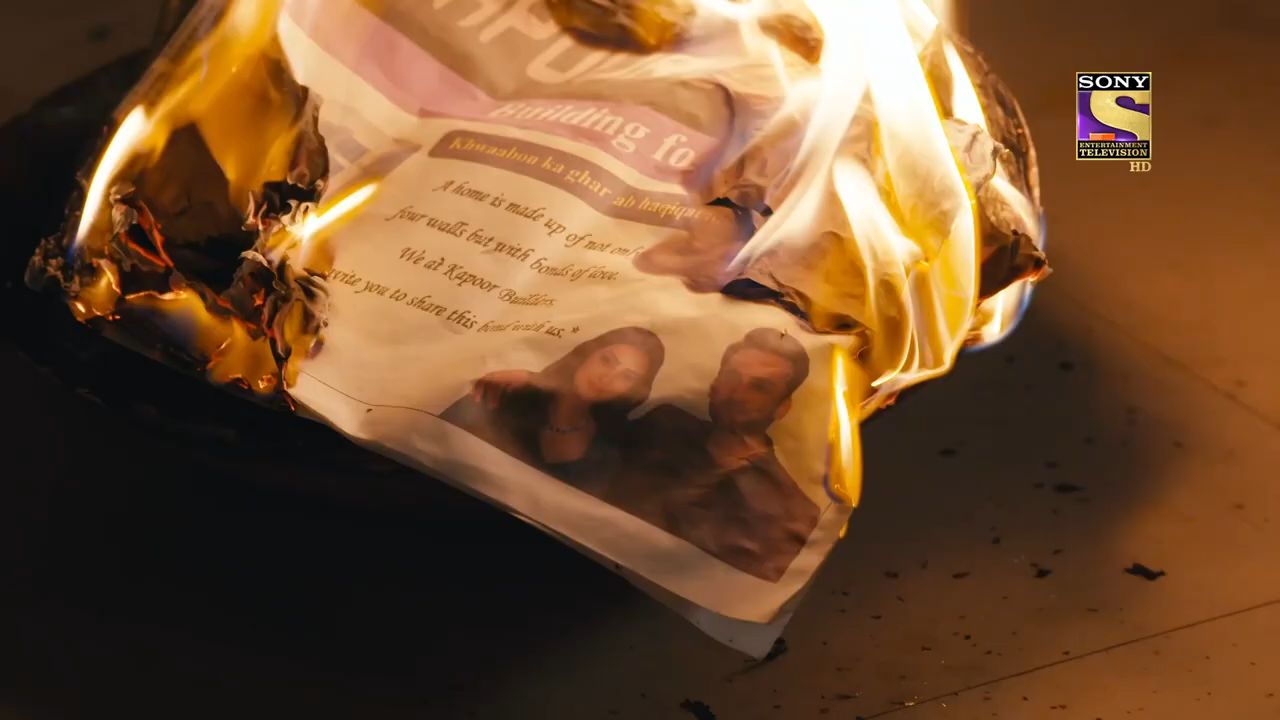 Building fo
Khwaabon ka ghar ab haqiqat
A home is made up of not only
four walls but with bonds of love.
We at Kapoor Builders
write you to share this bond with us.*
SONY
S
ENTERTAINMENT
TELEVISION
HD